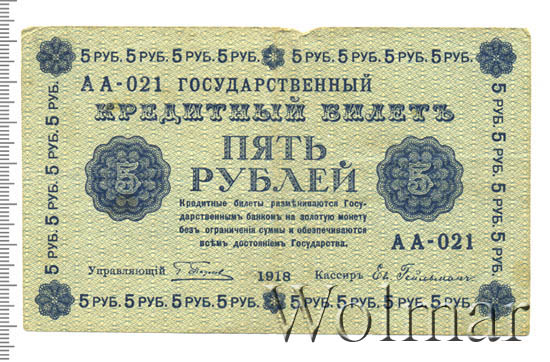 5 РУБ. 5 РУБ. 5 РУБ. 5 РУБ. 5 РУБ. 5 РУБ. 5 РУБ. 5 РУБ.
АА-021 ГОСУДАРСТВЕННЫЙ
КРЕДИТНЫЙ БИЛЕТЪ
ПЯТЬ
РУБЛЕЙ
5
5
Кредитные билеты размѣниваются Госу-
дарственнымъ банкомъ на золотую монету
безъ ограниченія суммы и обезпечиваются
всѣмъ достояніемъ Государства.
АА-021
Управляющій
1918
Кассиръ
5 РУБ. 5 РУБ. 5 РУБ. 5 РУБ. 5 РУБ. 5 РУБ. 5 РУБ. 5 РУБ.
5 РУБ. 5 РУБ. 5 РУБ. 5 РУБ.
5 РУБ. 5 РУБ. 5 РУБ. 5 РУБ.
Wolmar